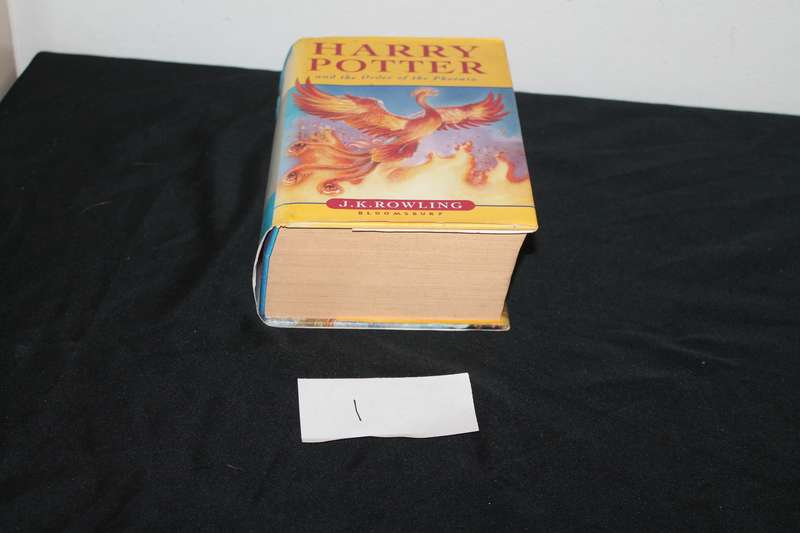 HARRY
POTTER
and the Order of the Phoenix
J.K.ROWLING
BLOOMSBURY
1